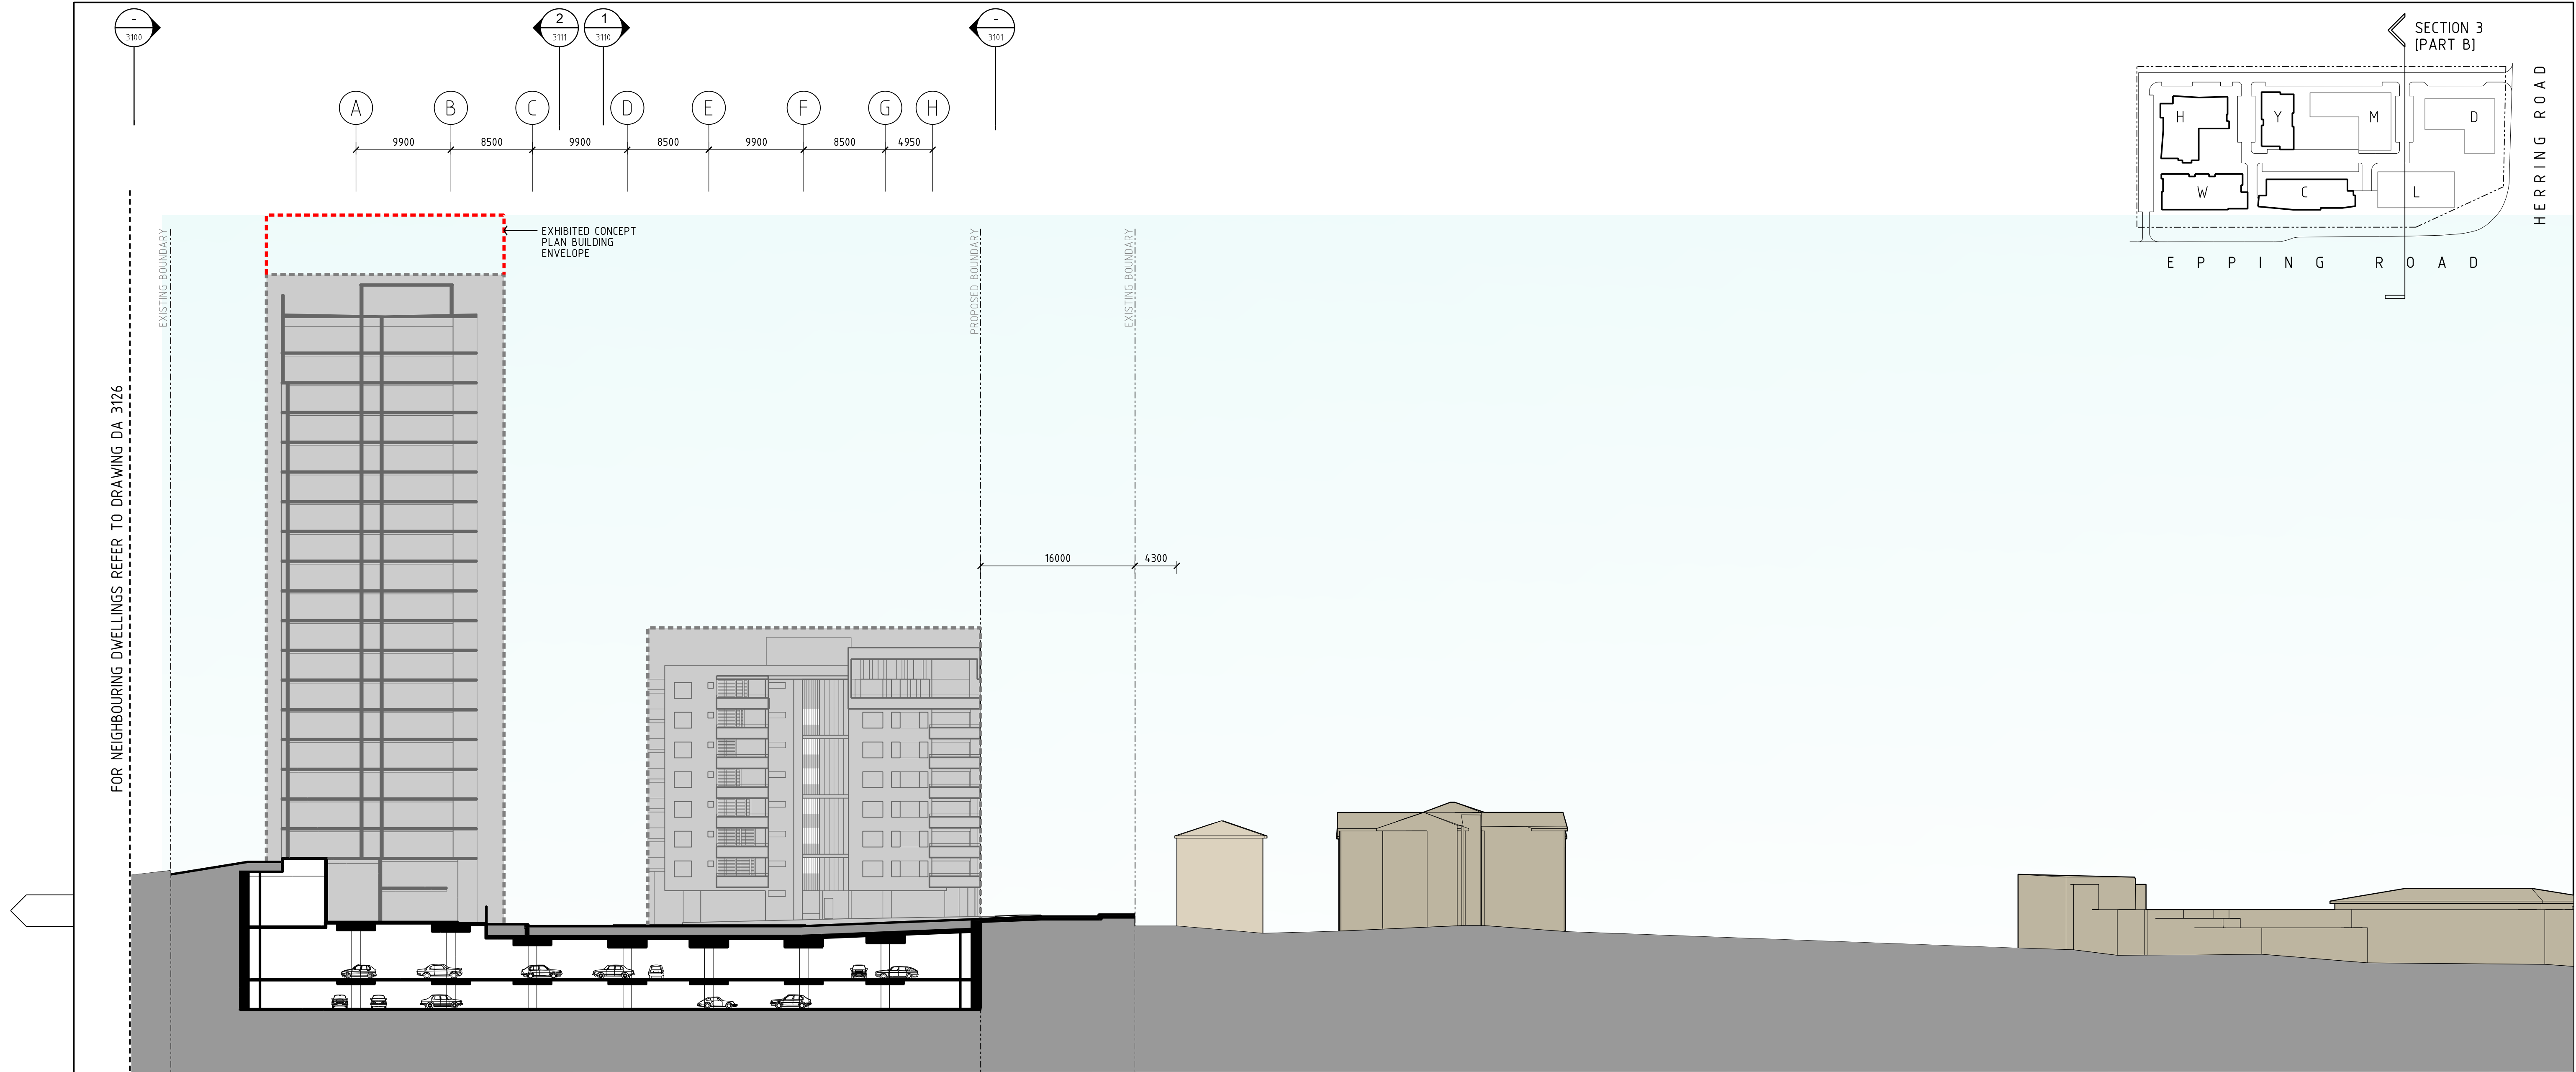 -
3100
2
3111
1
3110
-
3101
SECTION 3
[PART B]
A
B
C
D
E
F
G
H
9900
8500
9900
8500
9900
8500
4950
H
Y
M
D
W
C
L
HERRING ROAD
EPPING ROAD
EXHIBITED CONCEPT
PLAN BUILDING
ENVELOPE
EXISTING BOUNDARY
PROPOSED BOUNDARY
EXISTING BOUNDARY
FOR NEIGHBOURING DWELLINGS REFER TO DRAWING DA 3126
16000
4300